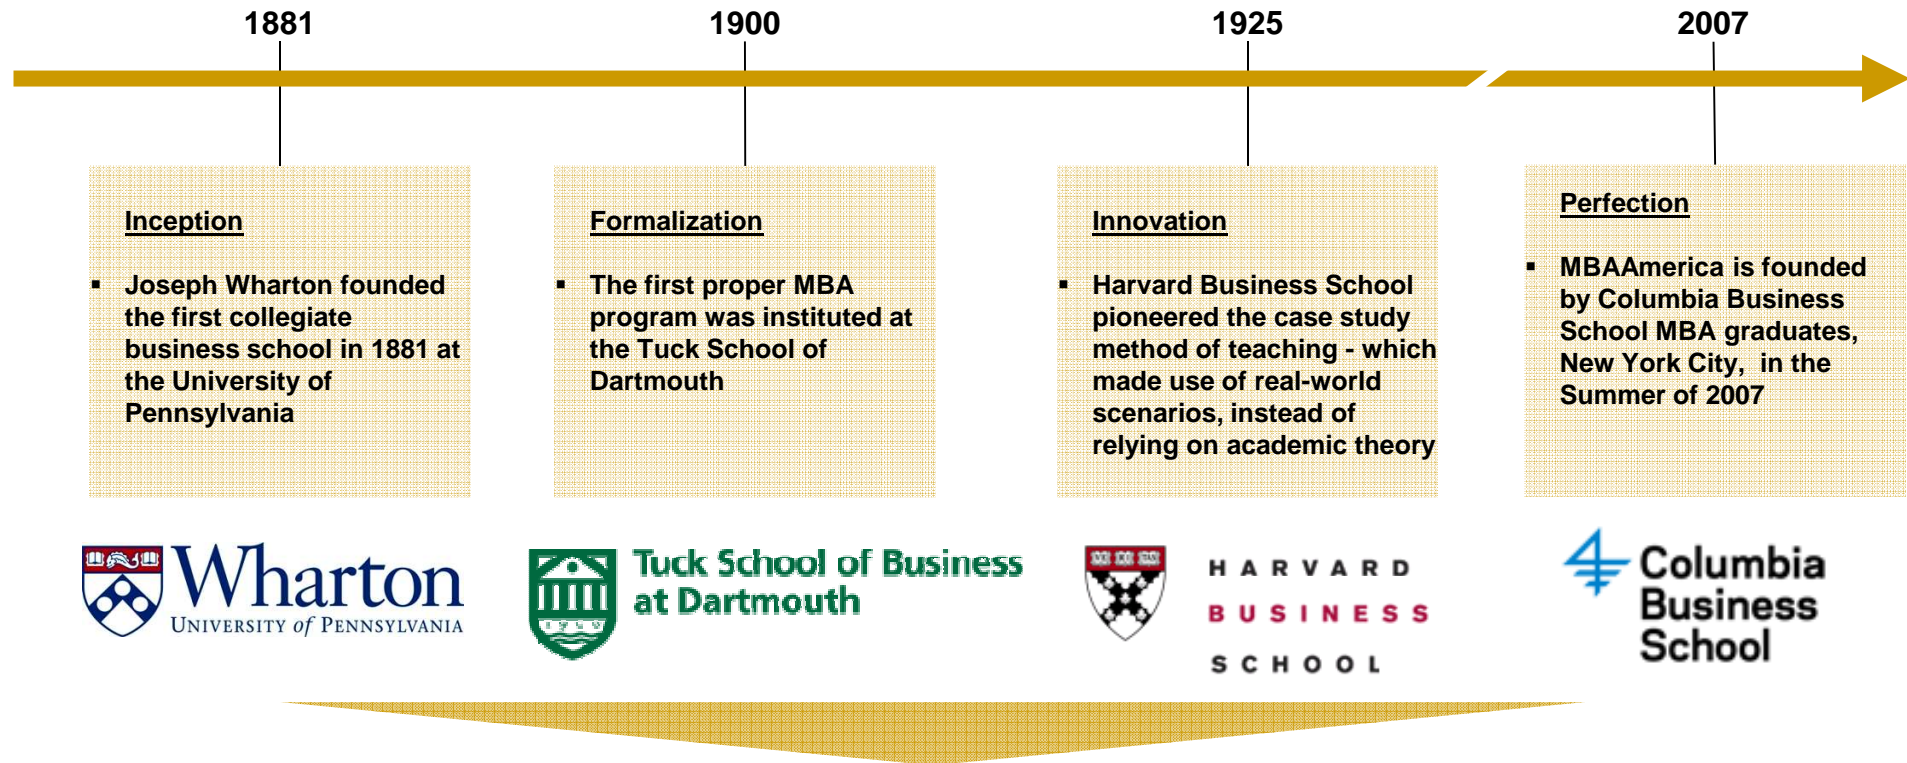 1881
1900
1925
2007
Inception
▪ Joseph Wharton founded
the first collegiate
business school in 1881 at
the University of
Pennsylvania
Formalization
▪ The first proper MBA
program was instituted at
the Tuck School of
Dartmouth
Innovation
▪ Harvard Business School
pioneered the case study
method of teaching - which
made use of real-world
scenarios, instead of
relying on academic theory
Perfection
▪ MBAAmerica is founded
by Columbia Business
School MBA graduates,
New York City,  in the
Summer of 2007
Wharton
UNIVERSITY of PENNSYLVANIA
Tuck School of Business
at Dartmouth
1900
HARVARD
BUSINESS
SCHOOL
Columbia
Business
School